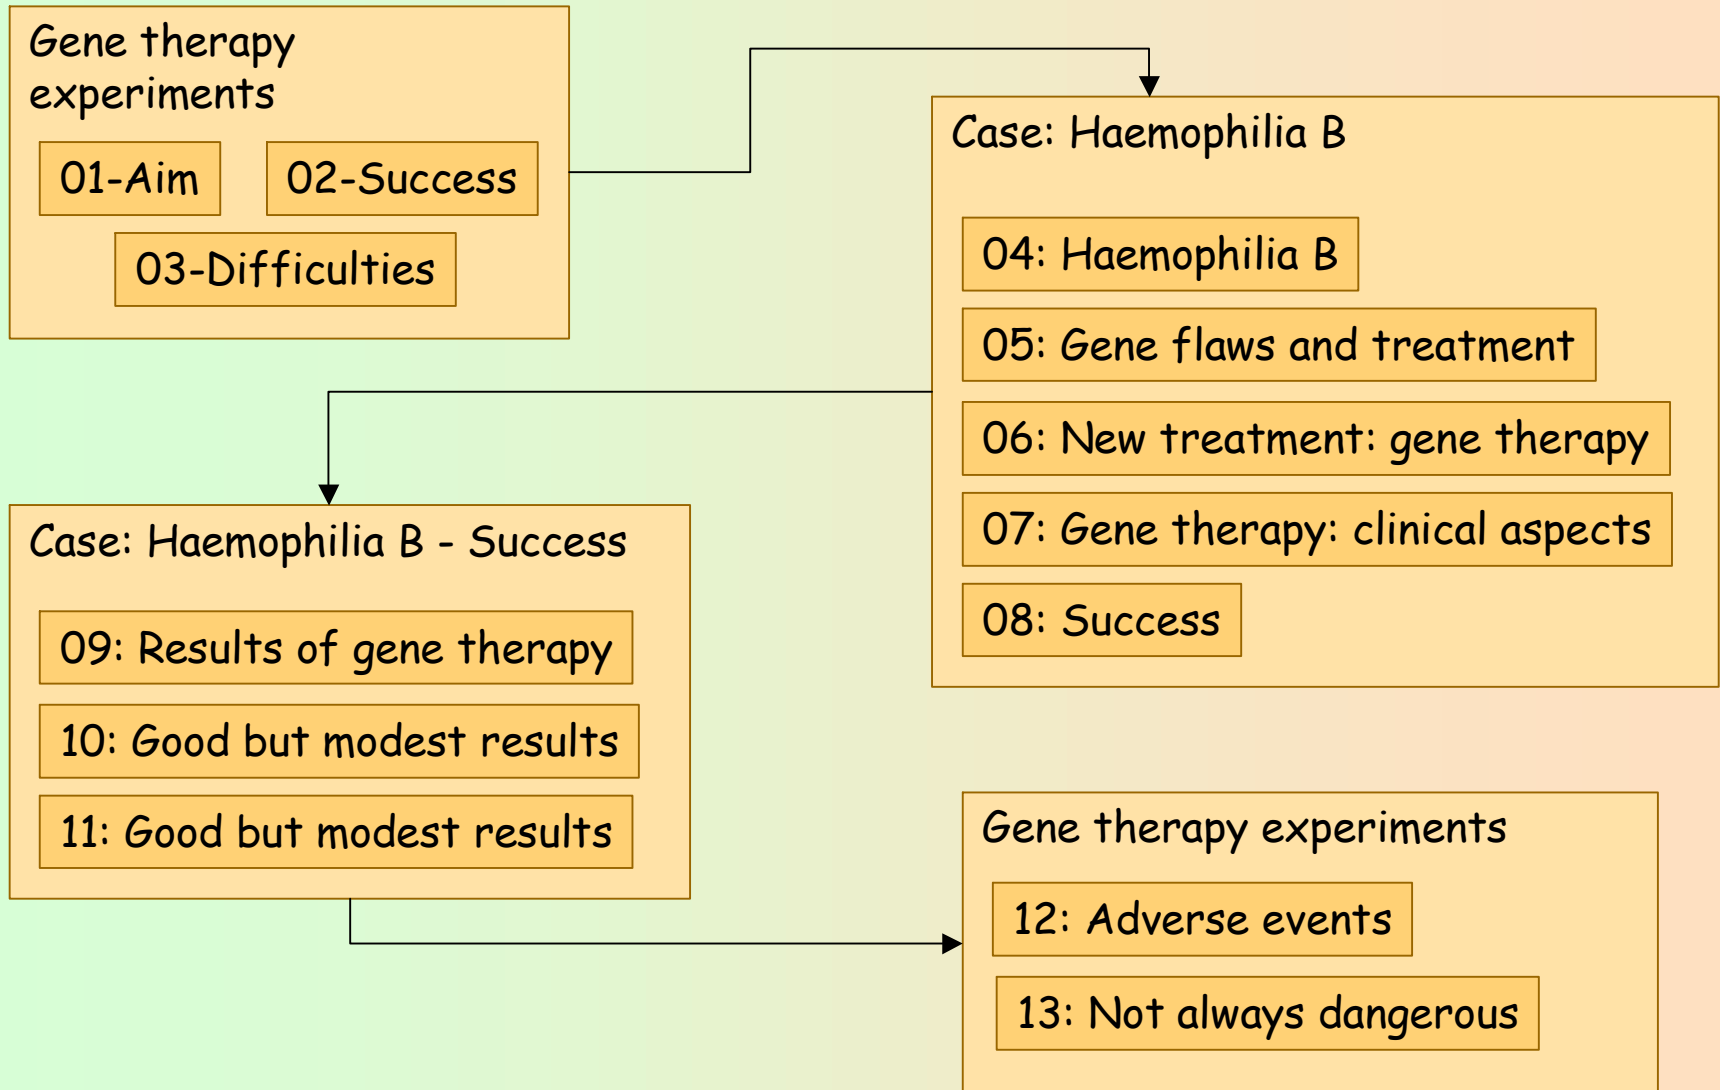 Gene therapy
experiments
01-Aim
02-Success
03-Difficulties
Case: Haemophilia B
04: Haemophilia B
05: Gene flaws and treatment
06: New treatment: gene therapy
07: Gene therapy: clinical aspects
08: Success
Case: Haemophilia B - Success
09: Results of gene therapy
10: Good but modest results
11: Good but modest results
Gene therapy experiments
12: Adverse events
13: Not always dangerous